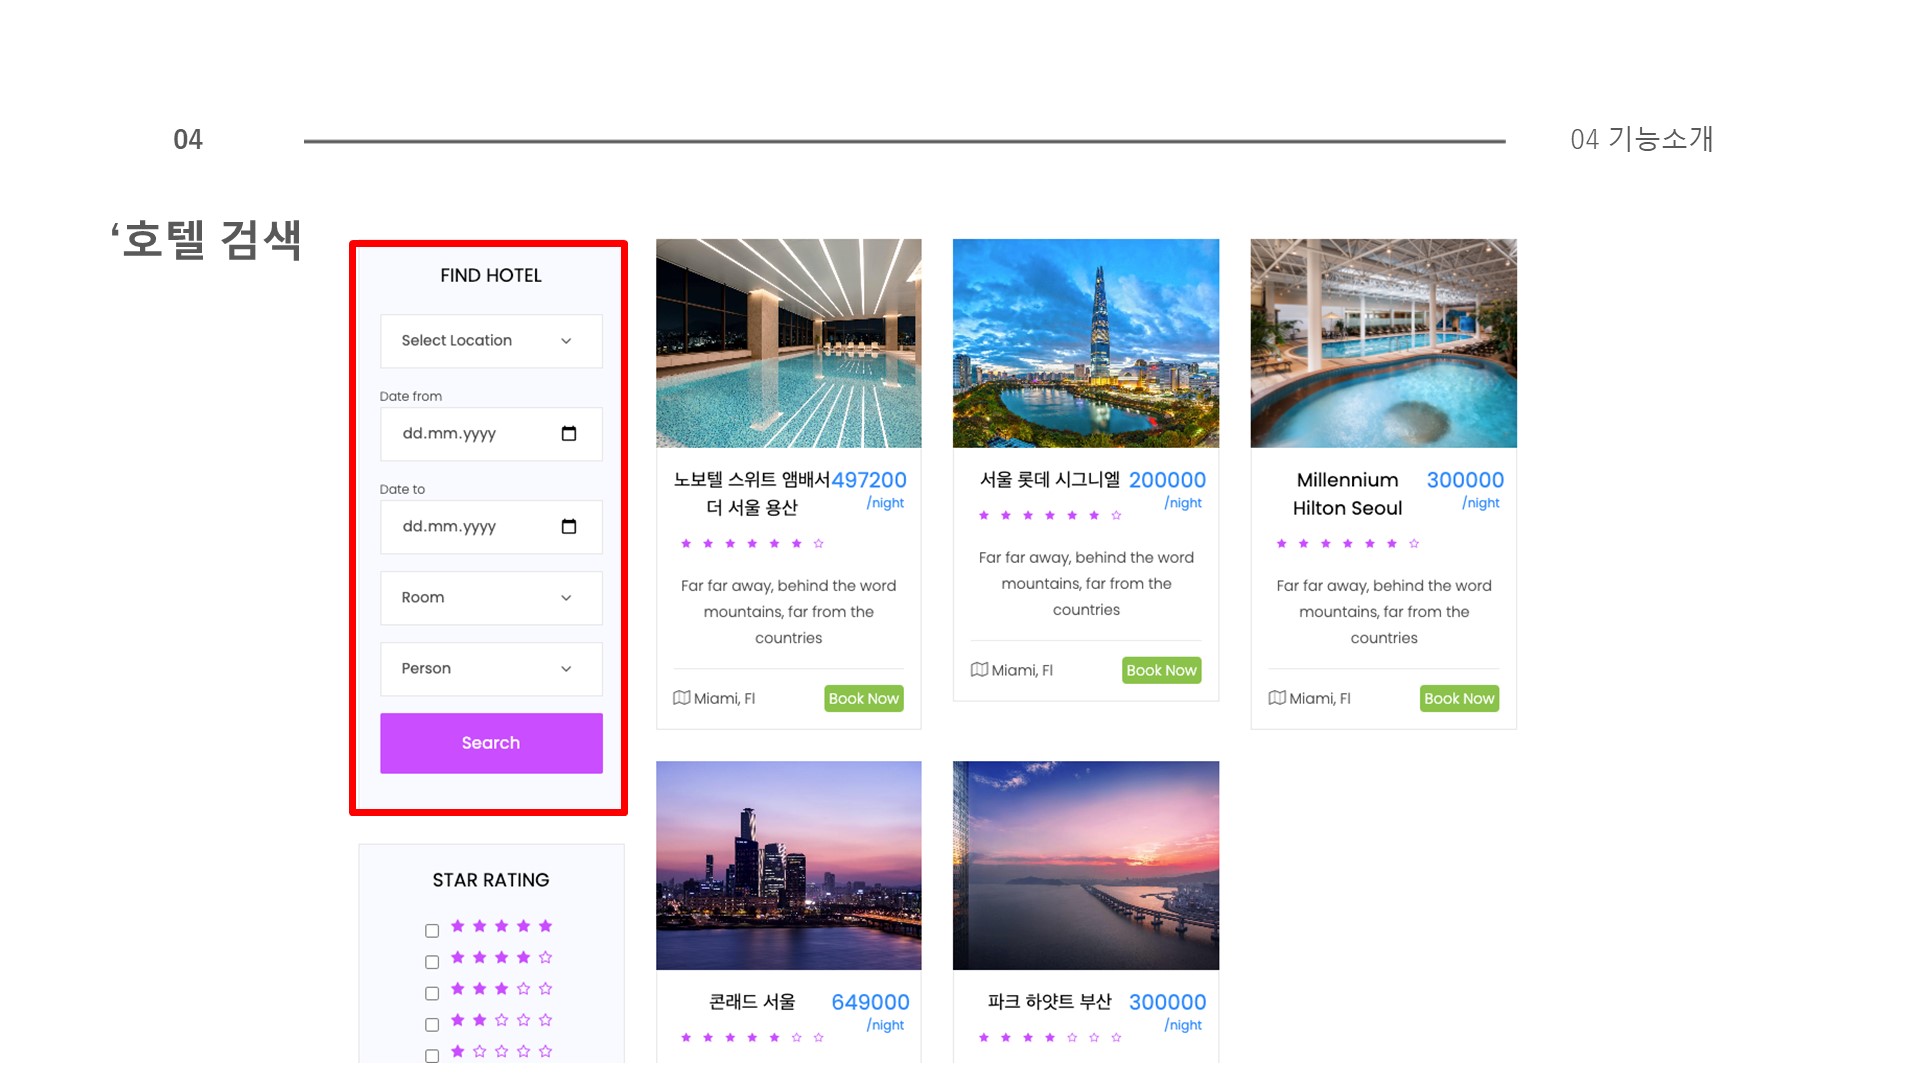 04
04 기능소개
‘호텔 검색
FIND HOTEL
Select Location
Date from
dd.mm.yyyy
Date to
dd.mm.yyyy
Room
Person
Search
STAR RATING
노보텔 스위트 앰배서
더 서울 용산
497200
/night
Far far away, behind the word
mountains, far from the
countries
Miami, Fl
Book Now
서울 롯데 시그니엘
200000
/night
Far far away, behind the word
mountains, far from the
countries
Miami, Fl
Book Now
Millennium
Hilton Seoul
300000
/night
Far far away, behind the word
mountains, far from the
countries
Miami, Fl
Book Now
콘래드 서울
649000
/night
파크 하얏트 부산
300000
/night